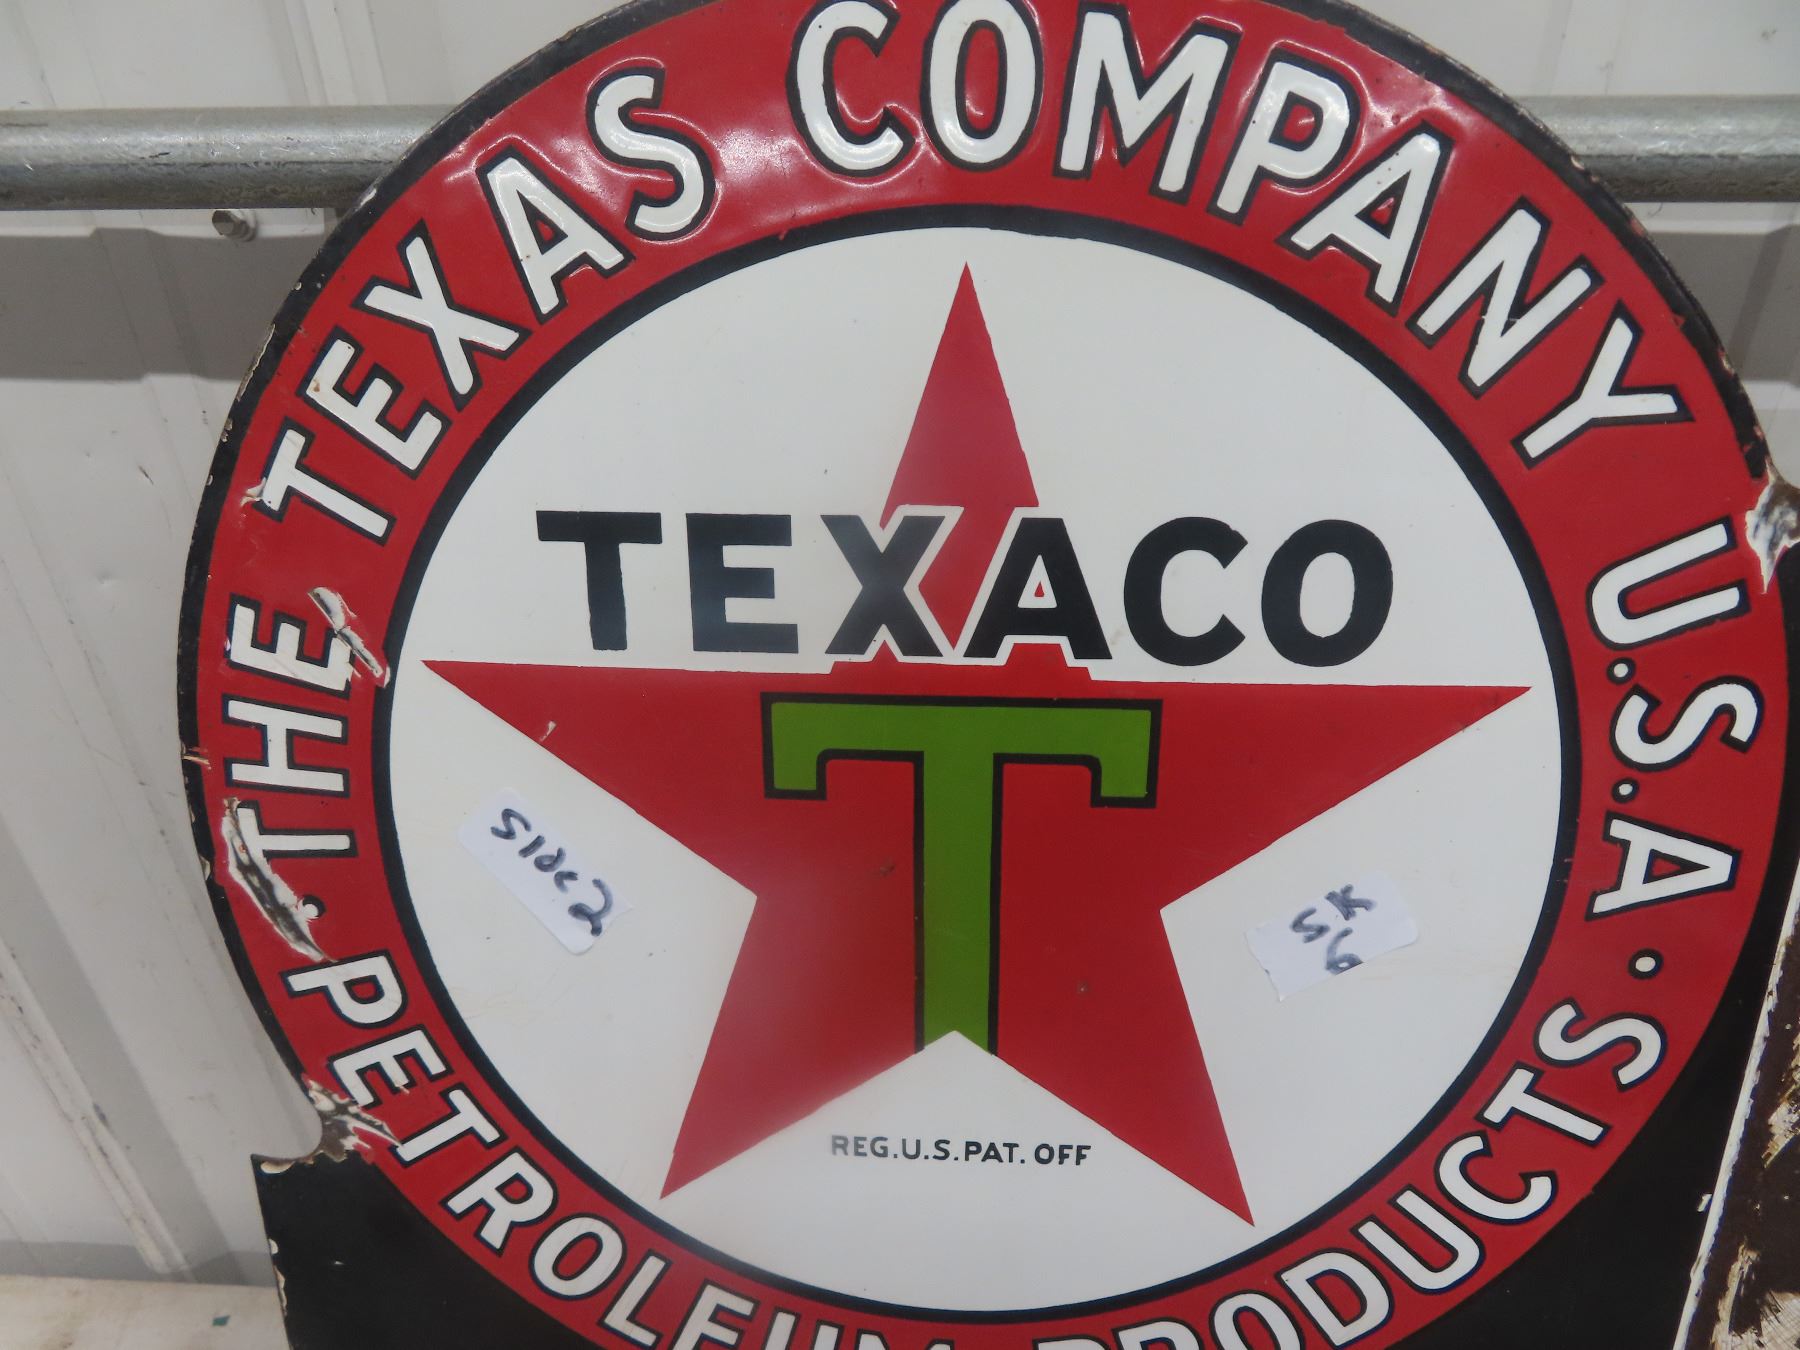 THE TEXAS COMPANY U.S.A.
TEXACO
T
side 2
SK
6
REG.U.S.PAT. OFF
PETROLEUM PRODUCTS